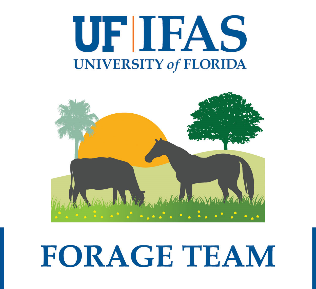 UF|IFAS
UNIVERSITY of FLORIDA
FORAGE TEAM